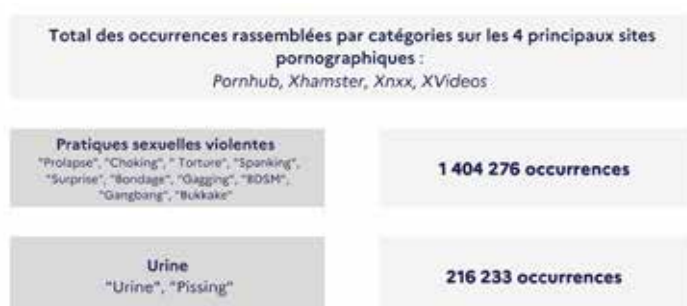 Total des occurrences rassemblées par catégories sur les 4 principaux sites
pornographiques :
Pornhub, Xhamster, Xnxx, XVideos
Pratiques sexuelles violentes
"Prolapse", "Choking", " Torture", "Spanking",
"Surprise", "Bondage", "Gagging", "BDSM",
"Gangbang", "Bukkake"
1 404 276 occurrences
Urine
"Urine", "Pissing"
216 233 occurrences